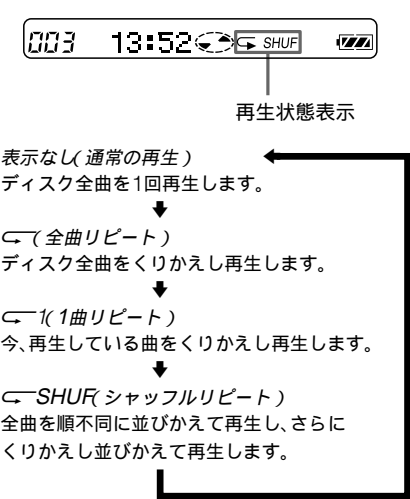 003 13:52 SHUF
再生状態表示
表示なし(通常の再生)
ディスク全曲を1回再生します。
(全曲リピート)
ディスク全曲をくりかえし再生します。
1(1曲リピート)
今、再生している曲をくりかえし再生します。
SHUF(シャッフルリピート)
全曲を順不同に並びかえて再生し、さらに
くりかえし並びかえて再生します。